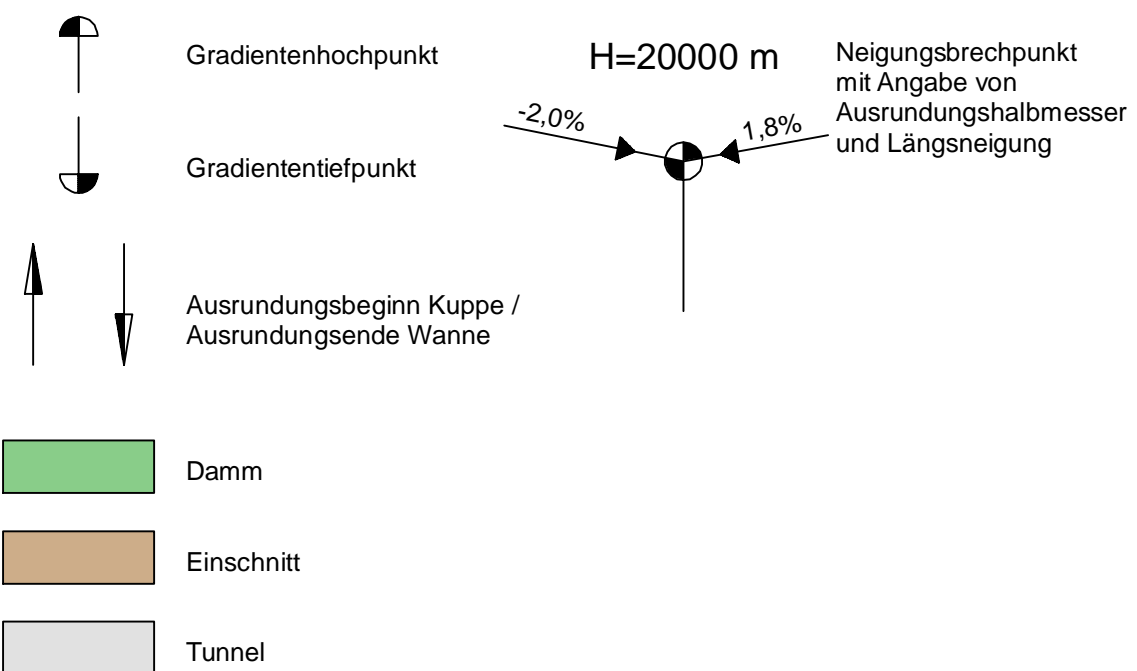 Gradientenhochpunkt
Gradiententiefpunkt
Ausrundungsbeginn Kuppe /
Ausrundungsende Wanne
Damm
Einschnitt
Tunnel
H=20000 m
-2,0%
1,8%
Neigungsbrechpunkt
mit Angabe von
Ausrundungshalbmesser
und Längsneigung